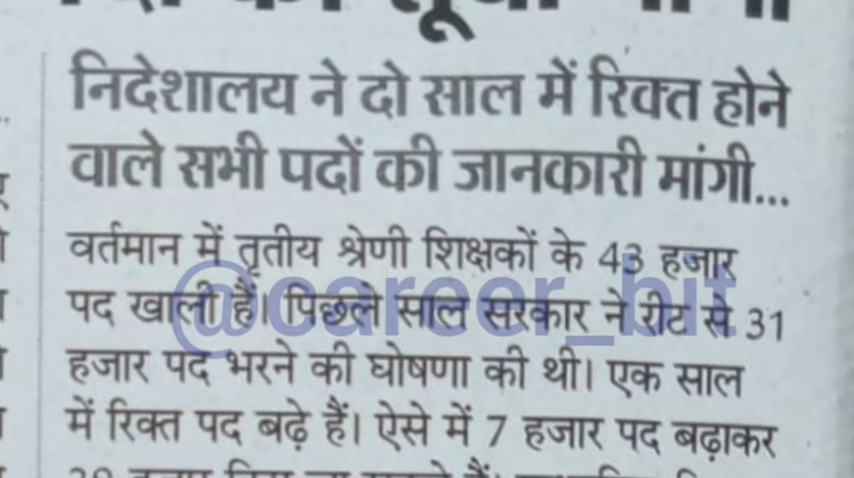 निदेशालय ने दो साल में रिक्त होने
वाले सभी पदों की जानकारी मांगी...
वर्तमान में तृतीय श्रेणी शिक्षकों के 43 हजार
पद खाली हैं। पिछले साल सरकार ने रीट से 31
@career_bit
हजार पद भरने की घोषणा की थी। एक साल
में रिक्त पद बढ़े हैं। ऐसे में 7 हजार पद बढ़ाकर